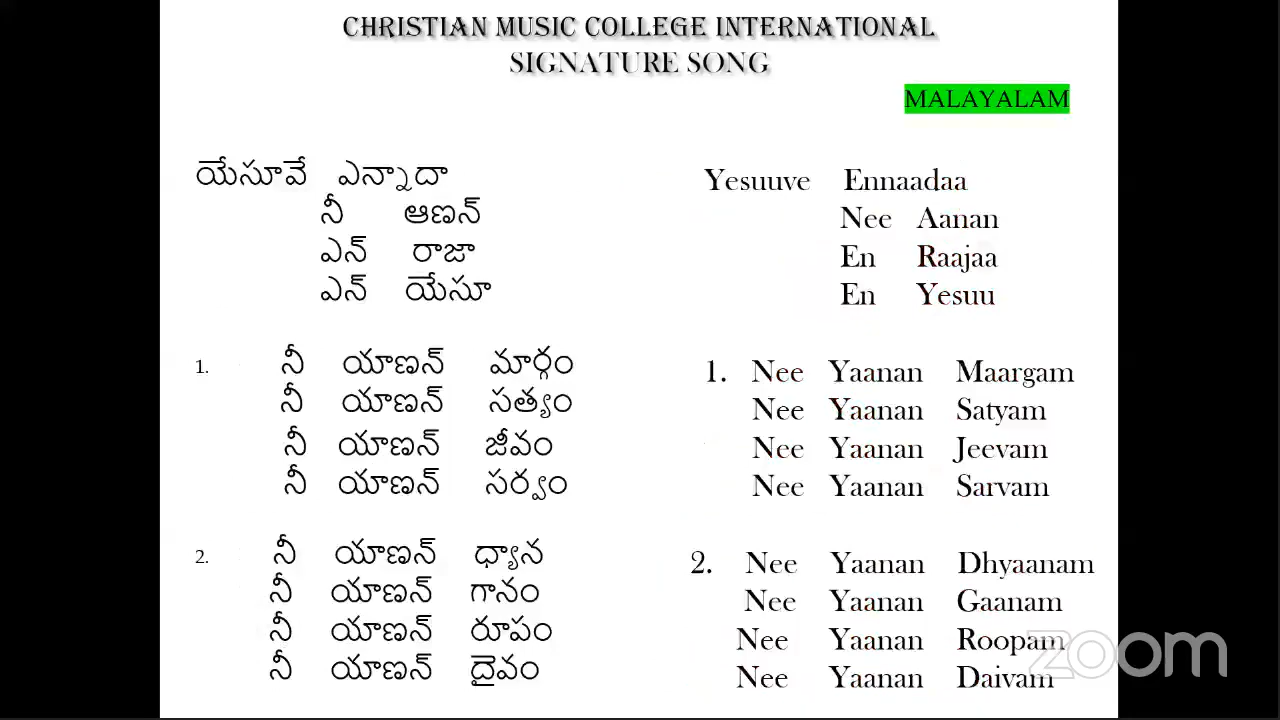 CHRISTIAN MUSIC COLLEGE INTERNATIONAL
SIGNATURE SONG
MALAYALAM
యేసూవే ఎన్నాదా
నీ ఆణన్
ఎన్ రాజా
ఎన్ యేసూ
1. నీ యాణన్ మార్గం
నీ యాణన్ సత్యం
నీ యాణన్ జీవం
నీ యాణన్ సర్వం
2. నీ యాణన్ ధ్యాన
నీ యాణన్ గానం
నీ యాణన్ రూపం
నీ యాణన్ దైవం
Yesuuve Ennaadaa
Nee Aanan
En Raajaa
En Yesuu
1. Nee Yaanan Maargam
Nee Yaanan Satyam
Nee Yaanan Jeevam
Nee Yaanan Sarvam
2. Nee Yaanan Dhyaanam
Nee Yaanan Gaanam
Nee Yaanan Roopam
Nee Yaanan Daivam
zoom